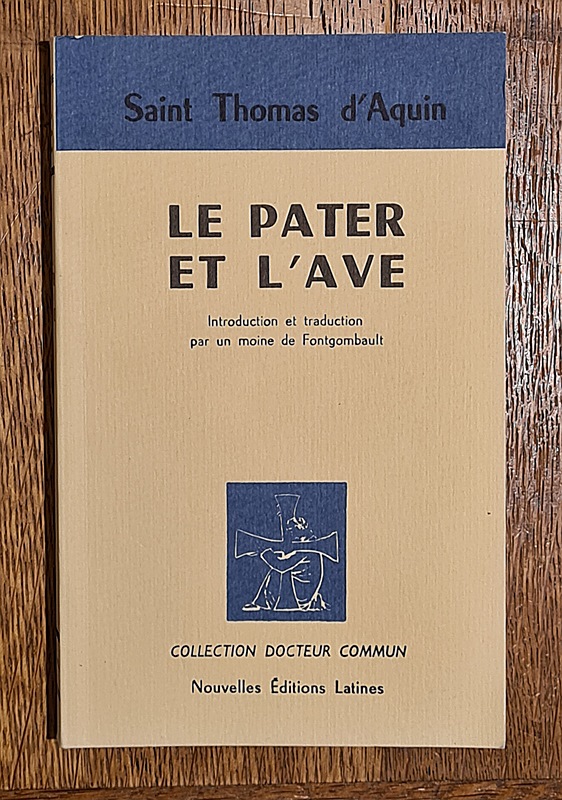 Saint Thomas d'Aquin
LE PATER
ET L'AVE
Introduction et traduction
par un moine de Fontgombault
COLLECTION DOCTEUR COMMUN
Nouvelles Éditions Latines